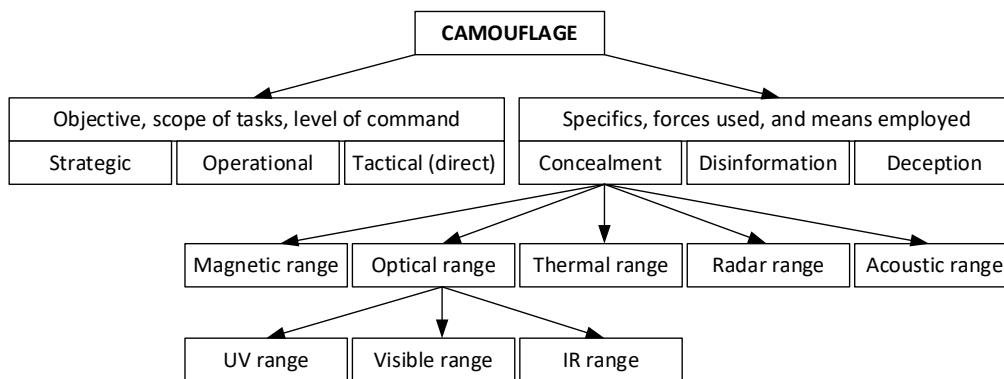 CAMOUFLAGE
Objective, scope of tasks, level of command
Specifics, forces used, and means employed
Strategic
Operational
Tactical (direct)
Concealment
Disinformation
Deception
Magnetic range
Optical range
Thermal range
Radar range
Acoustic range
UV range
Visible range
IR range